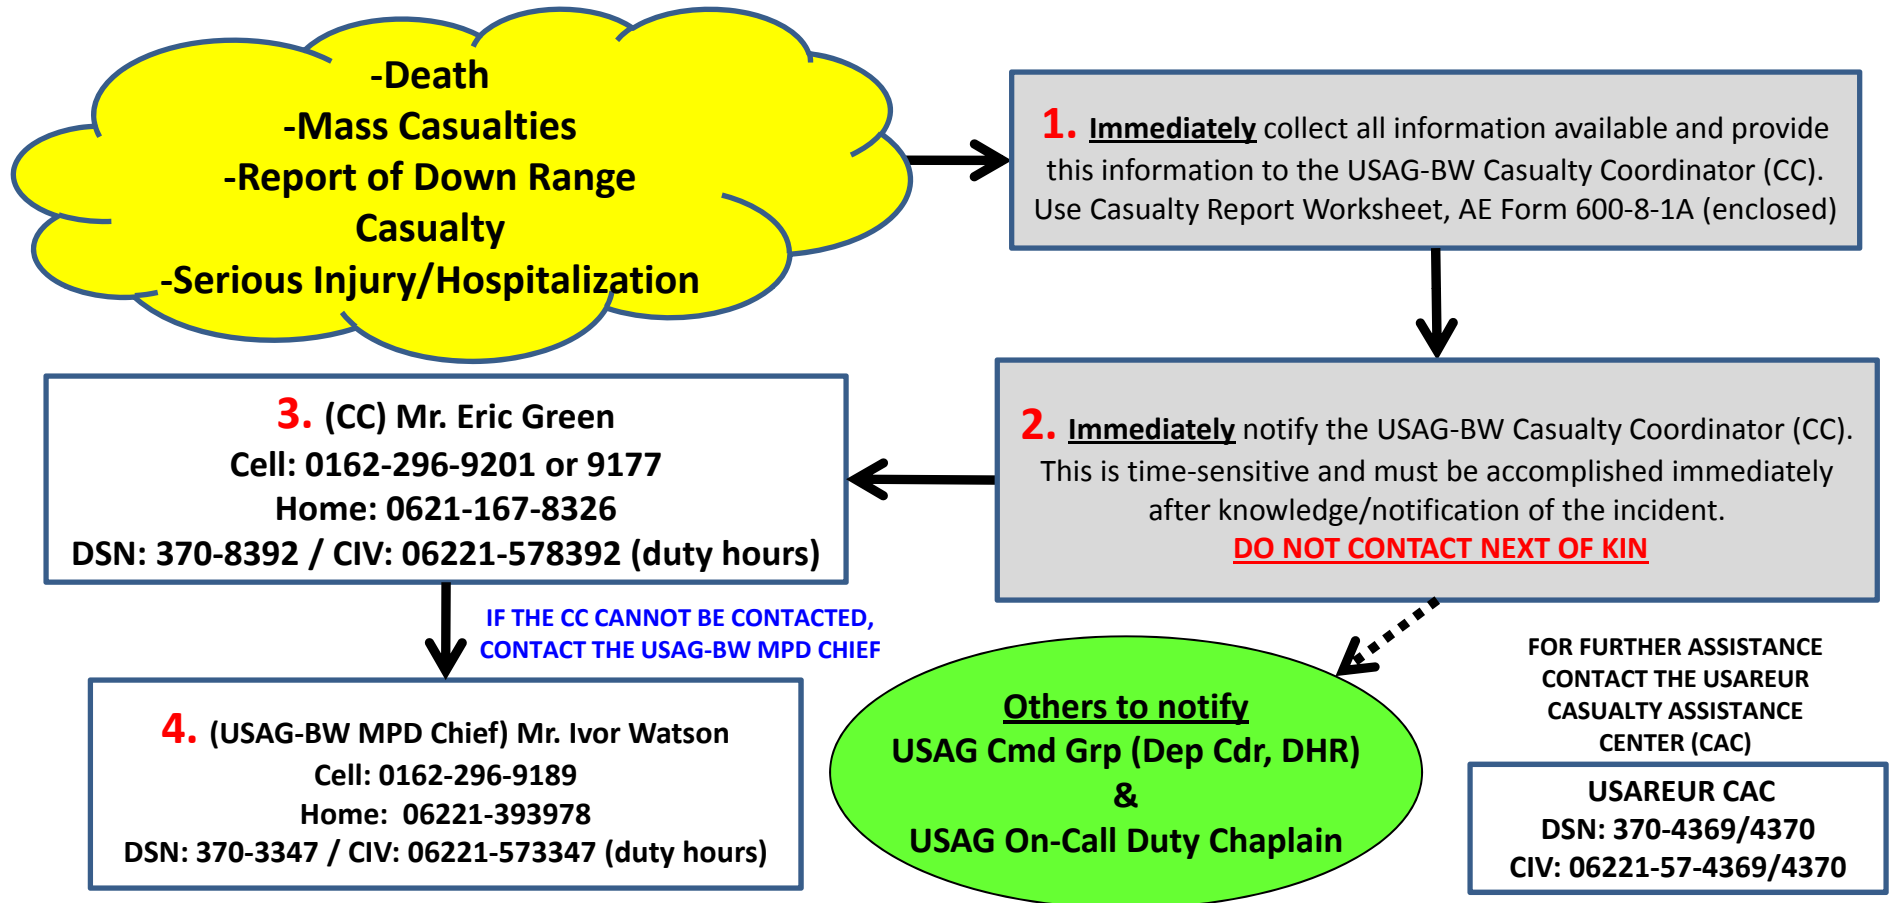 -Death
-Mass Casualties
-Report of Down Range
Casualty
-Serious Injury/Hospitalization
1. Immediately collect all information available and provide
this information to the USAG-BW Casualty Coordinator (CC).
Use Casualty Report Worksheet, AE Form 600-8-1A (enclosed)
2. Immediately notify the USAG-BW Casualty Coordinator (CC).
This is time-sensitive and must be accomplished immediately
after knowledge/notification of the incident.
DO NOT CONTACT NEXT OF KIN
3. (CC) Mr. Eric Green
Cell: 0162-296-9201 or 9177
Home: 0621-167-8326
DSN: 370-8392 / CIV: 06221-578392 (duty hours)
IF THE CC CANNOT BE CONTACTED,
CONTACT THE USAG-BW MPD CHIEF
4. (USAG-BW MPD Chief) Mr. Ivor Watson
Cell: 0162-296-9189
Home: 06221-393978
DSN: 370-3347 / CIV: 06221-573347 (duty hours)
Others to notify
USAG Cmd Grp (Dep Cdr, DHR)
&
USAG On-Call Duty Chaplain
FOR FURTHER ASSISTANCE
CONTACT THE USAREUR
CASUALTY ASSISTANCE
CENTER (CAC)
USAREUR CAC
DSN: 370-4369/4370
CIV: 06221-57-4369/4370